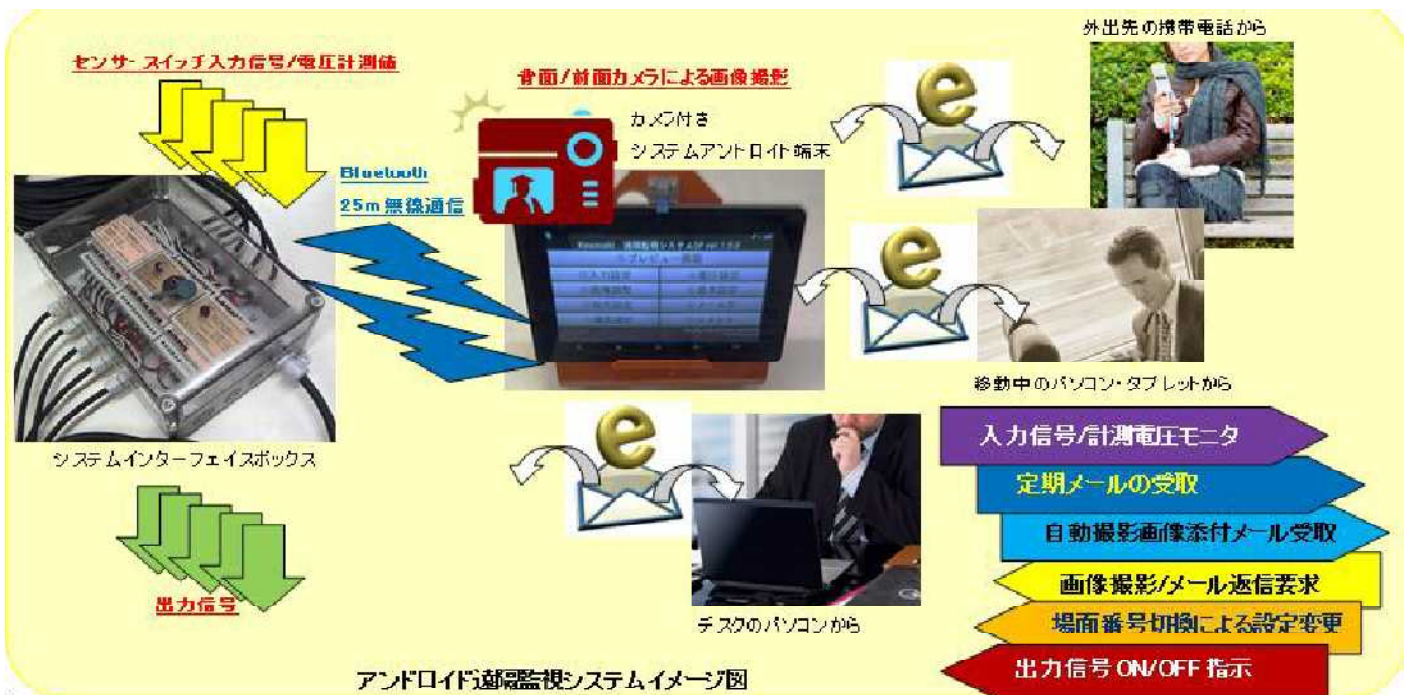 外出先の携帯電話から
センサースイッチ入力信号/電圧計測値
背面/前面カメラによる画像撮影
カメラ付き
システムアンドロイド端末
Bluetooth
25m無線通信
移動中のパソコン・タブレットから
システムインターフェイスボックス
出力信号
デスクのパソコンから
入力信号/計測電圧モニタ
定期メールの受取
自動撮影画像添付メール受取
画像撮影/メール返信要求
場面番号切換による設定変更
出力信号 ON/OFF 指示
アンドロイド遠隔監視システムイメージ図